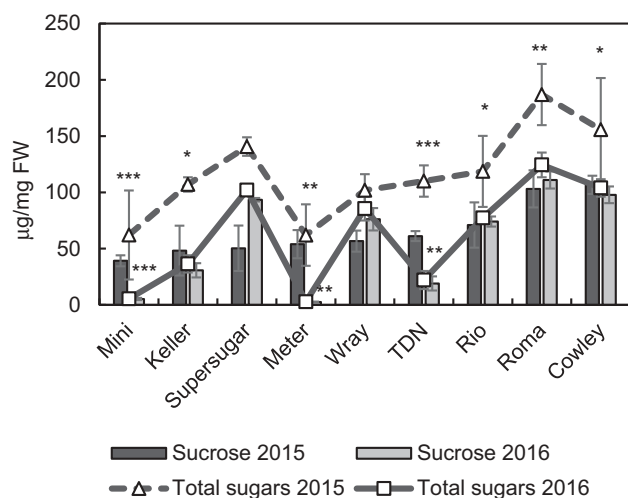 250
200
150
100
50
0
µg/mg FW
***
*
**
***
*
**
*
***
**
**
Mini
Keller
Supersugar
Meter
Wray
TDN
Rio
Roma
Cowley
Sucrose 2015
Sucrose 2016
Total sugars 2015
Total sugars 2016